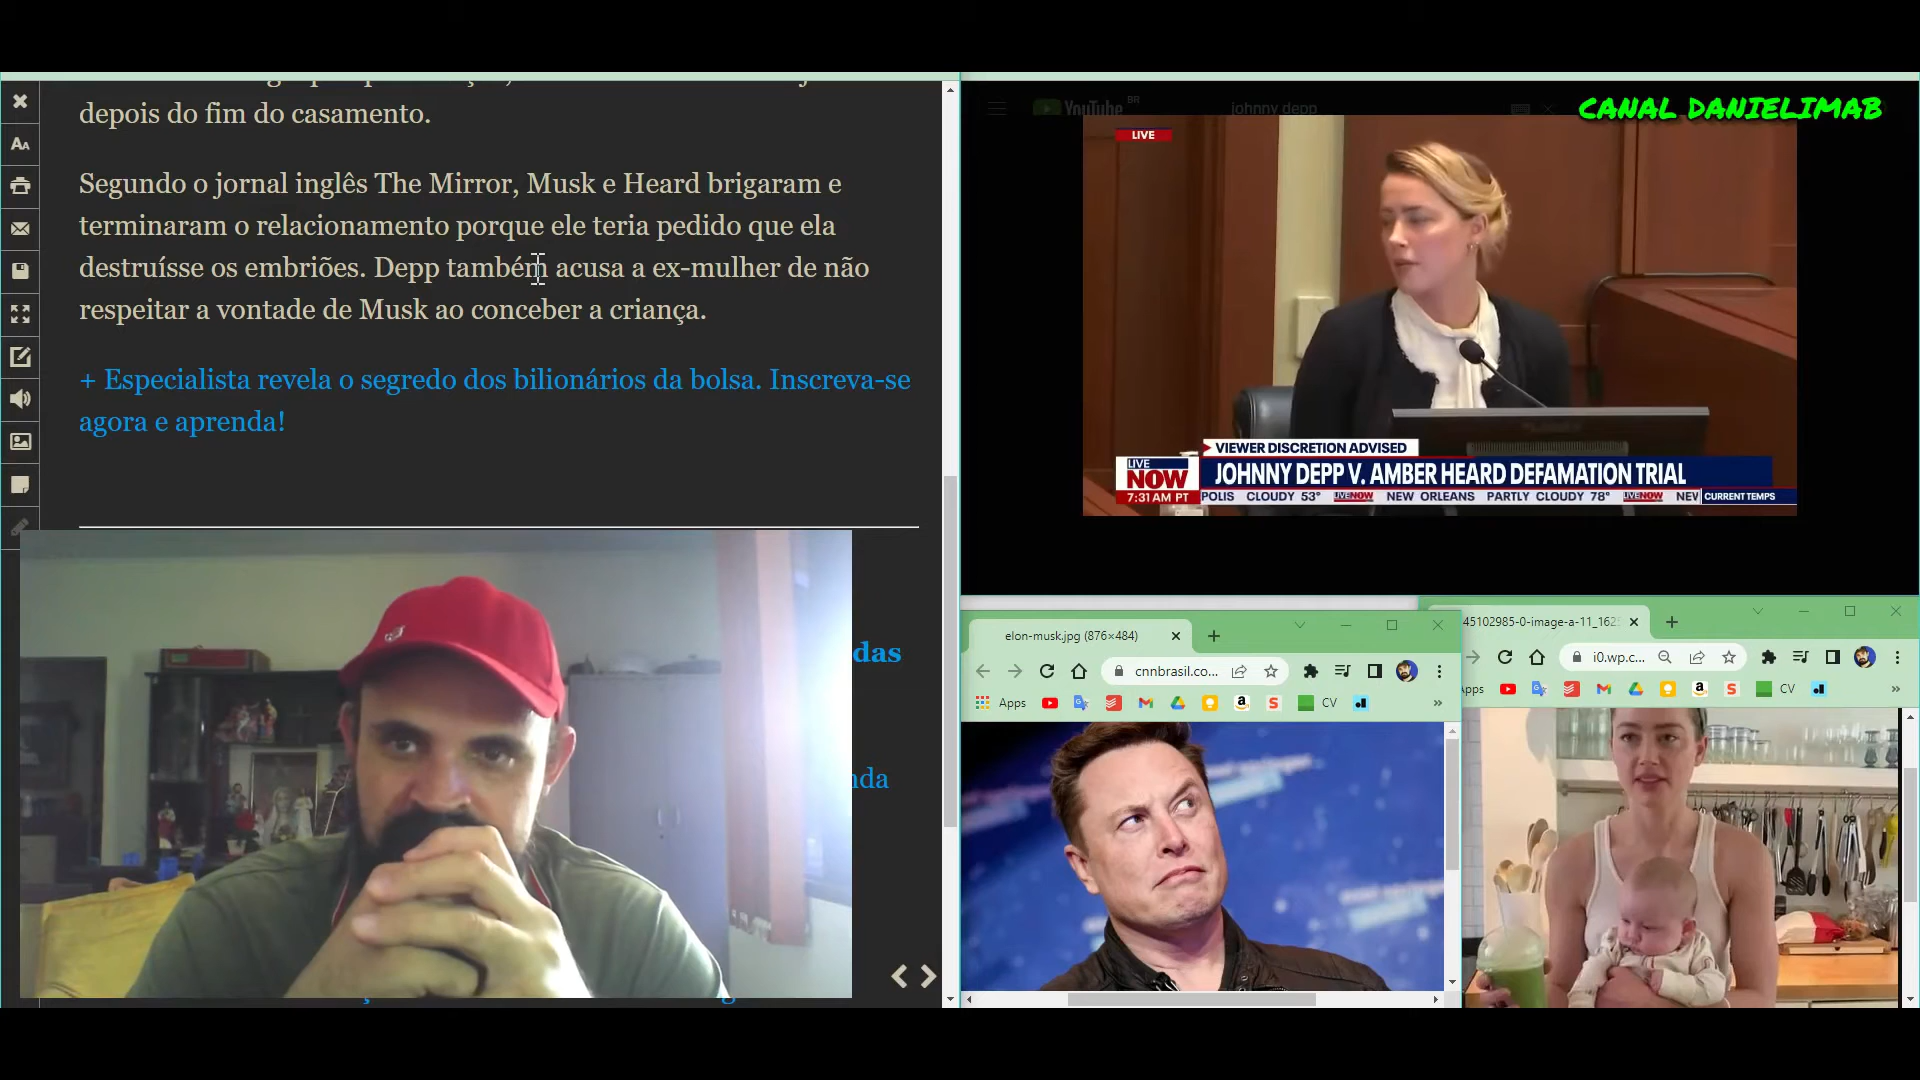 depois do fim do casamento.
Segundo o jornal inglês The Mirror, Musk e Heard brigaram e
terminaram o relacionamento porque ele teria pedido que ela
destruísse os embriões. Depp também acusa a ex-mulher de não
respeitar a vontade de Musk ao conceber a criança.
+ Especialista revela o segredo dos bilionários da bolsa. Inscreva-se
agora e aprenda!
das
nda
YouTube BR
johnny depp
CANAL DANIELIMAB
LIVE
VIEWER DISCRETION ADVISED
LIVE
NOW
JOHNNY DEPP V. AMBER HEARD DEFAMATION TRIAL
7:31 AM PT
POLIS CLOUDY 53° LIVENOW NEW ORLEANS PARTLY CLOUDY 78° LIVENOW NEW
CURRENT TEMPS
elon-musk.jpg (876×484)
cnnbrasil.co...
Apps
CV
45102985-0-image-a-11_162
i0.wp.c...
Apps
CV